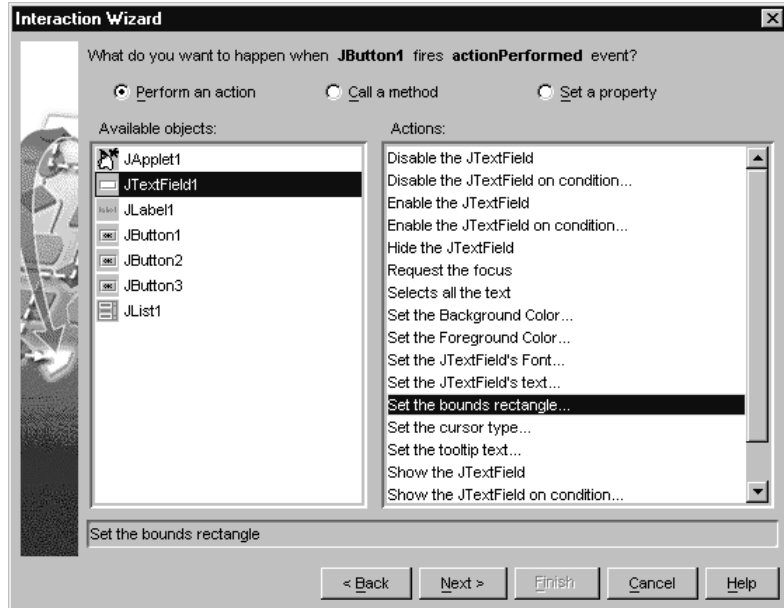 Interaction Wizard
What do you want to happen when JButton1 fires actionPerformed event?
Perform an action
Call a method
Set a property
Available objects:
JApplet1
JTextField1
JLabel1
JButton1
JButton2
JButton3
JList1
Actions:
Disable the JTextField
Disable the JTextField on condition...
Enable the JTextField
Enable the JTextField on condition...
Hide the JTextField
Request the focus
Selects all the text
Set the Background Color...
Set the Foreground Color...
Set the JTextField's Font...
Set the JTextField's text...
Set the bounds rectangle...
Set the cursor type...
Set the tooltip text...
Show the JTextField
Show the JTextField on condition...
Set the bounds rectangle
< Back
Next >
Finish
Cancel
Help